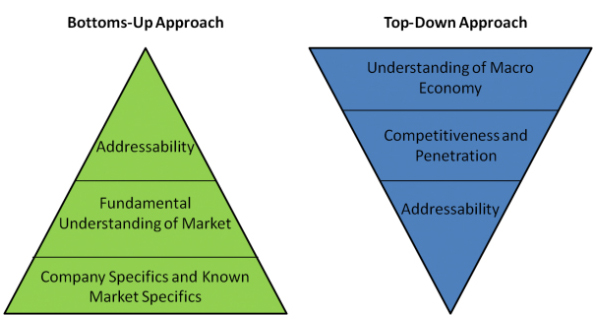 Bottoms-Up Approach
Addressability
Fundamental
Understanding of Market
Company Specifics and Known
Market Specifics
Top-Down Approach
Understanding of Macro
Economy
Competitiveness and
Penetration
Addressability